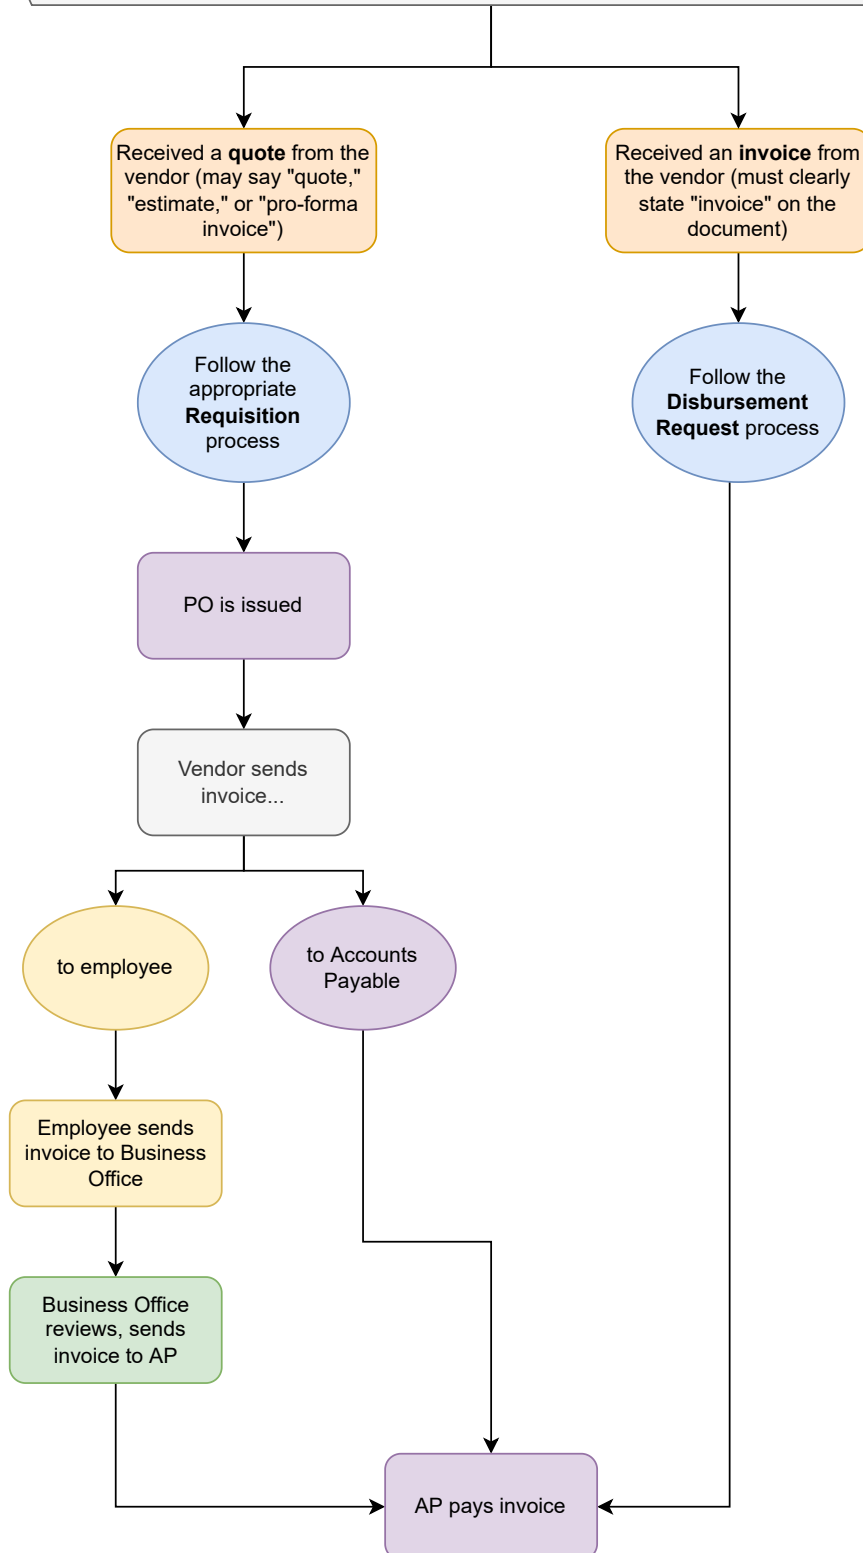 Received a quote from the
vendor (may say "quote,"
"estimate," or "pro-forma
invoice")
Received an invoice from
the vendor (must clearly
state "invoice" on the
document)
Follow the
appropriate
Requisition
process
Follow the
Disbursement
Request process
PO is issued
Vendor sends
invoice...
to employee
to Accounts
Payable
Employee sends
invoice to Business
Office
Business Office
reviews, sends
invoice to AP
AP pays invoice